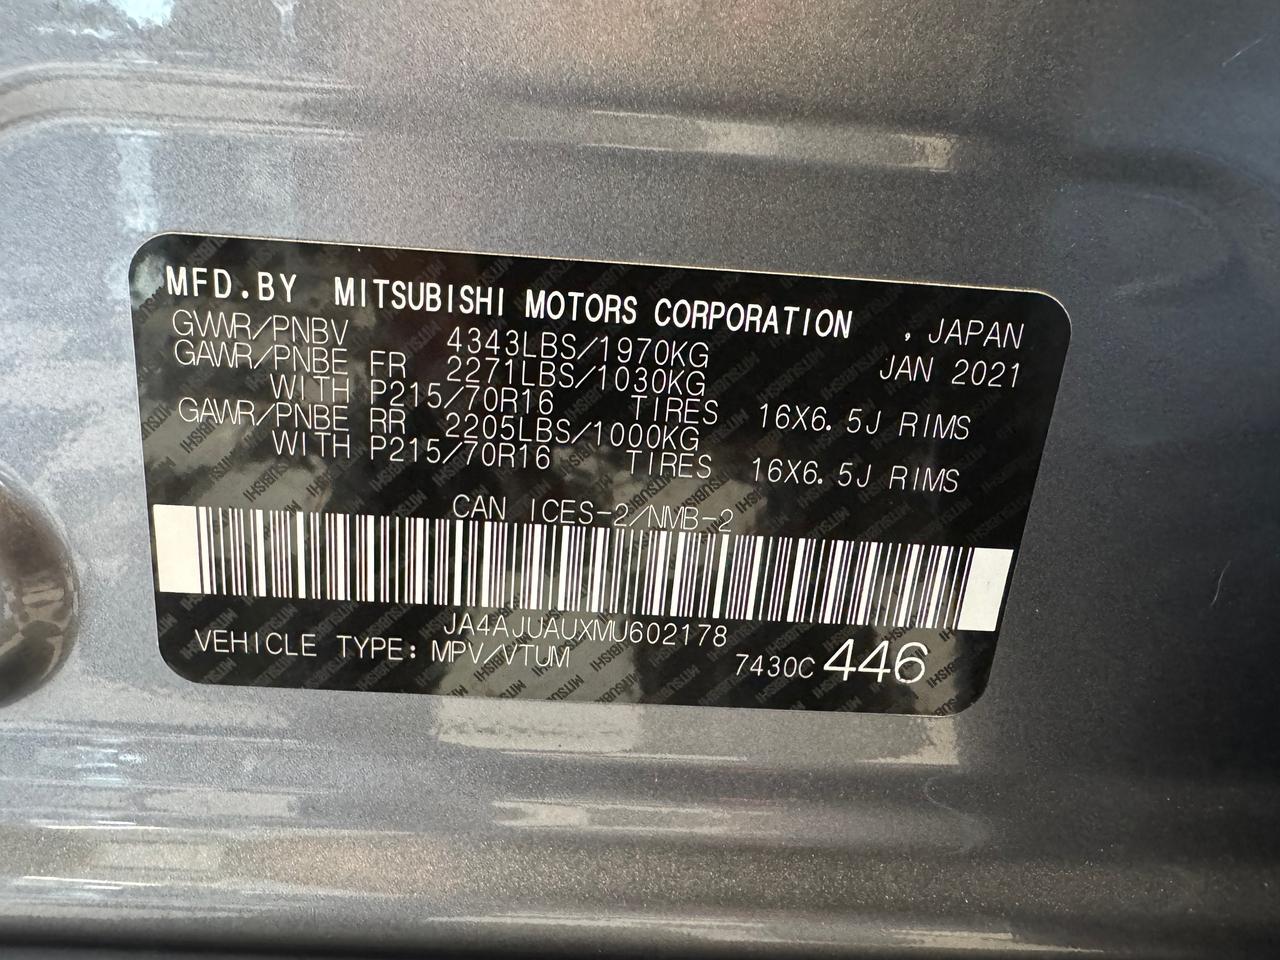 MFD.BY MITSUBISHI MOTORS CORPORATION , JAPAN
GVWR/PNBV 4343LBS/1970KG JAN 2021
GAWR/PNBE FR 2271LBS/1030KG
WITH P215/70R16 TIRES 16X6.5J RIMS
GAWR/PNBE RR 2205LBS/1000KG
WITH P215/70R16 TIRES 16X6.5J RIMS
CAN ICES-2/NMB-2
JA4AJUAUXMU602178
VEHICLE TYPE: MPV/VTUM 7430C 446